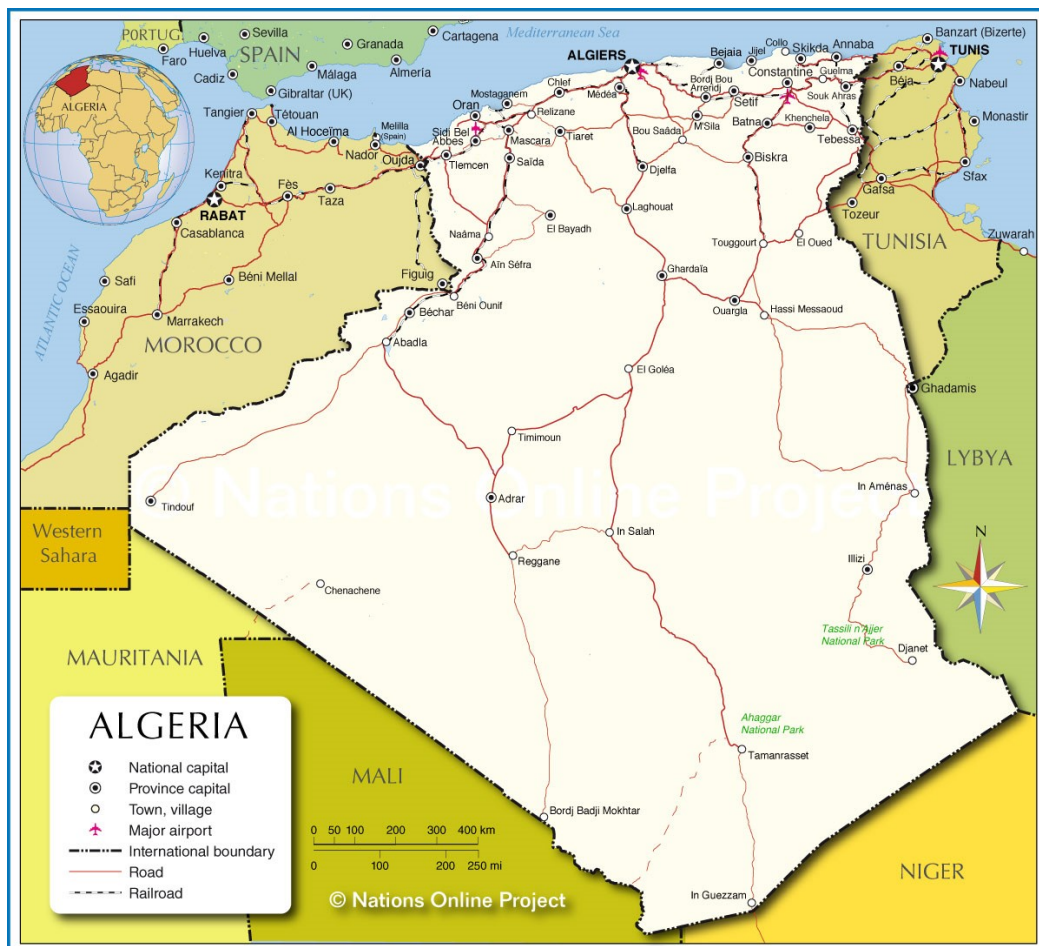 PORTUG.
Sevilla
Huelva
Faro
SPAIN
Granada
Cartagena
Mediterranean Sea
Cadiz
Málaga
Almería
Gibraltar (UK)
ALGERIA
Tangier
Tétouan
Al Hoceïma
Melilla
(Spain)
Nador
Oujda
Kenitra
RABAT
Fès
Taza
Casablanca
ATLANTIC OCEAN
Safi
Béni Mellal
Essaouira
Marrakech
MOROCCO
Agadir
Figuig
ALGIERS
Bejaia
Jijel
Collo
Skikda
Annaba
Banzart (Bizerte)
TUNIS
Constantine
Guelma
Béja
Nabeul
Mostaganem
Chlef
Médéa
Bordj Bou
Arreridj
Setif
Souk Ahras
Oran
Relizane
Sidi Bel
Abbes
Mascara
Tiaret
Bou Saâda
M'Sila
Batna
Khenchela
Tebessa
Monastir
Tlemcen
Saïda
Djelfa
Biskra
Sfax
Gafsa
Laghouat
Tozeur
Naâma
El Bayadh
Touggourt
El Oued
TUNISIA
Zuwarah
Aïn Séfra
Ghardaïa
Béni Ounif
Béchar
Ouargla
Hassi Messaoud
Abadla
El Goléa
Ghadamis
Timimoun
LYBYA
© Nations Online Project
Tindouf
Adrar
In Aménas
Western
Sahara
In Salah
Reggane
Illizi
N
Chenachene
Tassili n'Ajjer
National Park
Djanet
MAURITANIA
Ahaggar
National Park
Tamanrasset
MALI
Bordj Badji Mokhtar
NIGER
In Guezzam
ALGERIA
National capital
Province capital
Town, village
Major airport
International boundary
Road
Railroad
0 50 100 200 300 400 km
0 100 200 250 mi
© Nations Online Project